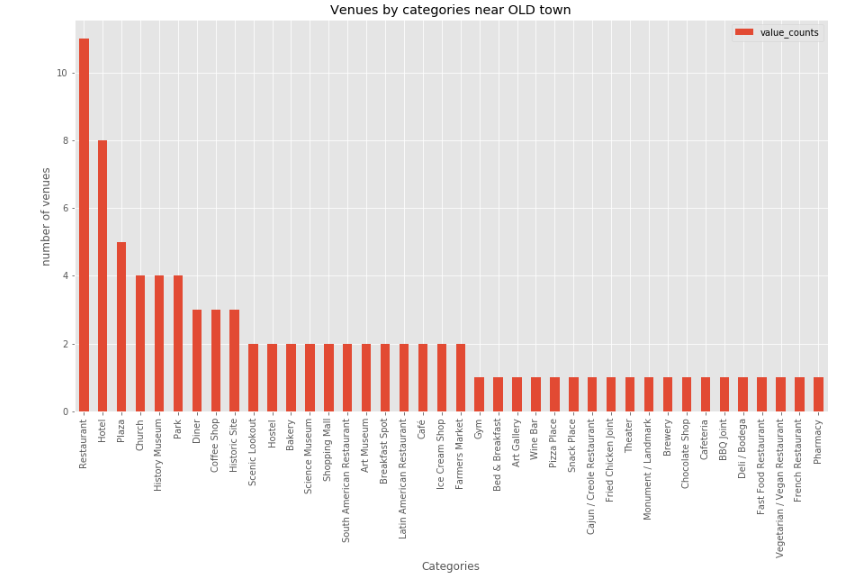 Venues by categories near OLD town
value_counts
number of venues
10
8
6
4
2
0
Restaurant
Hotel
Plaza
Church
History Museum
Park
Diner
Coffee Shop
Historic Site
Scenic Lookout
Hostel
Bakery
Science Museum
Shopping Mall
South American Restaurant
Art Museum
Breakfast Spot
Latin American Restaurant
Café
Ice Cream Shop
Farmers Market
Gym
Bed & Breakfast
Art Gallery
Wine Bar
Pizza Place
Snack Place
Cajun / Creole Restaurant
Fried Chicken Joint
Theater
Monument / Landmark
Brewery
Chocolate Shop
Cafeteria
BBQ Joint
Deli / Bodega
Fast Food Restaurant
Vegetarian / Vegan Restaurant
French Restaurant
Pharmacy
Categories